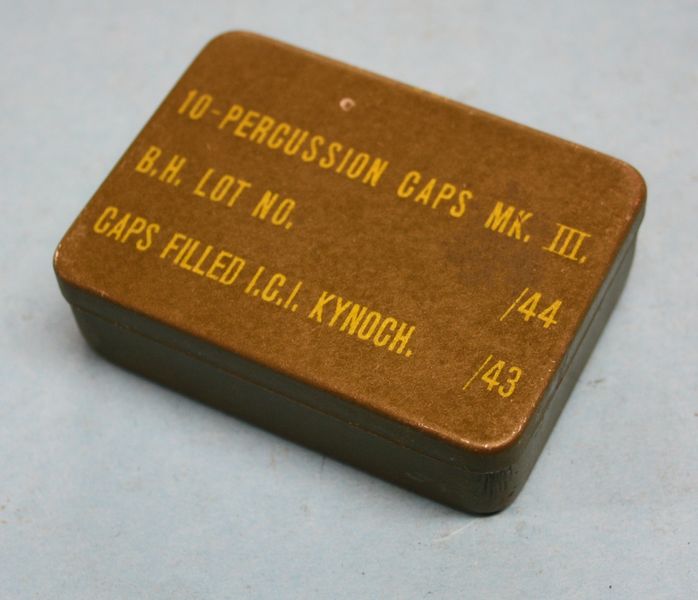 10-PERCUSSION CAPS MK. III.
B.H. LOT NO. /44
CAPS FILLED I.C.I. KYNOCH. /43